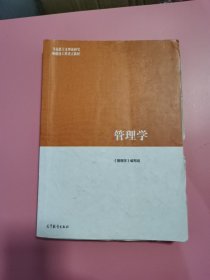 马克思主义理论研究
和建设工程重点教材
管理学
《管理学》编写组
高等教育出版社